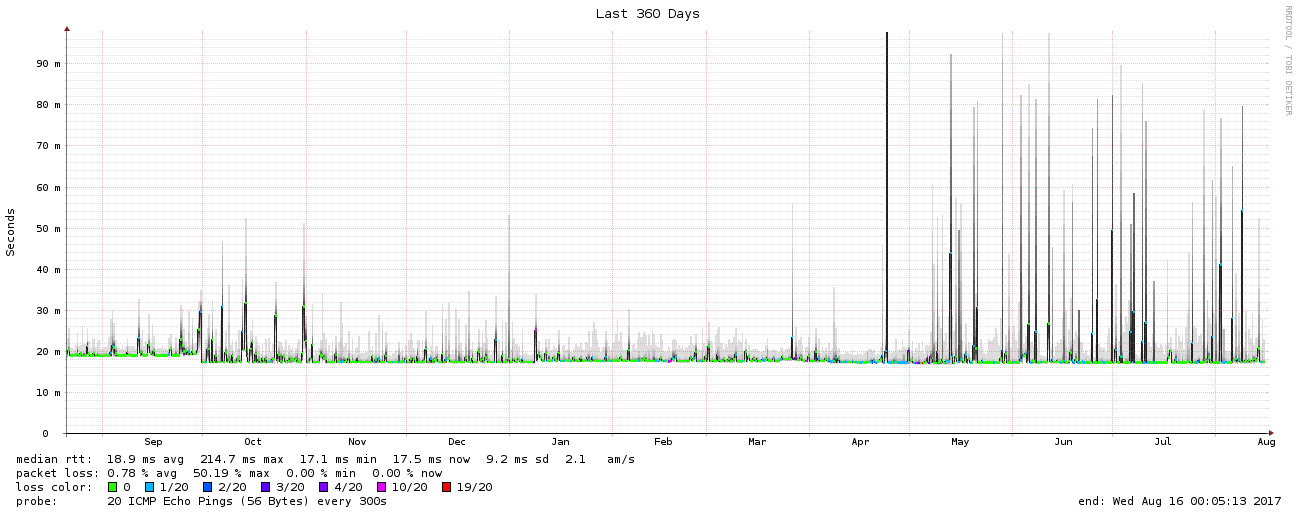 Last 360 Days
RRDTOOL / TOBI OETIKER
Seconds
90 m
80 m
70 m
60 m
50 m
40 m
30 m
20 m
10 m
0
Sep Oct Nov Dec Jan Feb Mar Apr May Jun Jul Aug
median rtt: 18.9 ms avg 214.7 ms max 17.1 ms min 17.5 ms now 9.2 ms sd 2.1 am/s
packet loss: 0.78 % avg 50.19 % max 0.00 % min 0.00 % now
loss color: 0 1/20 2/20 3/20 4/20 10/20 19/20
probe: 20 ICMP Echo Pings (56 Bytes) every 300s
end: Wed Aug 16 00:05:13 2017